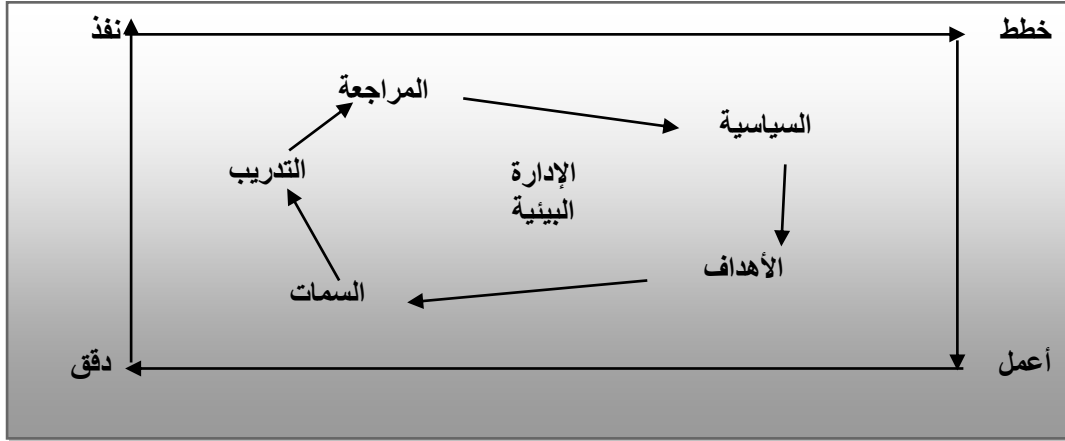 خطط
نفذ
المراجعة
السياسية
التدريب
الإدارة
البيئية
الأهداف
السمات
أعمل
دقق